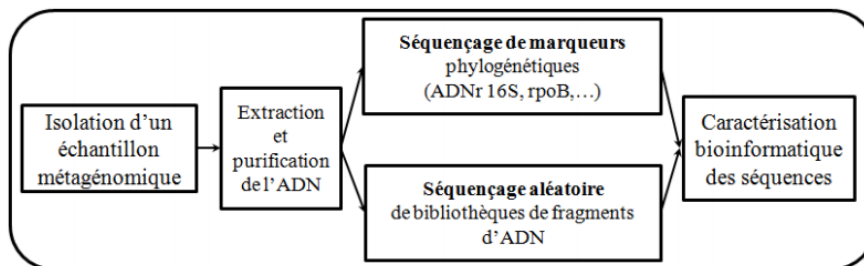 Isolation d'un
échantillon
métagénomique
Extraction
et
purification
de l'ADN
Séquençage de marqueurs
phylogénétiques
(ADNr 16S, rpoB,…)
Séquençage aléatoire
de bibliothèques de fragments
d'ADN
Caractérisation
bioinformatique
des séquences